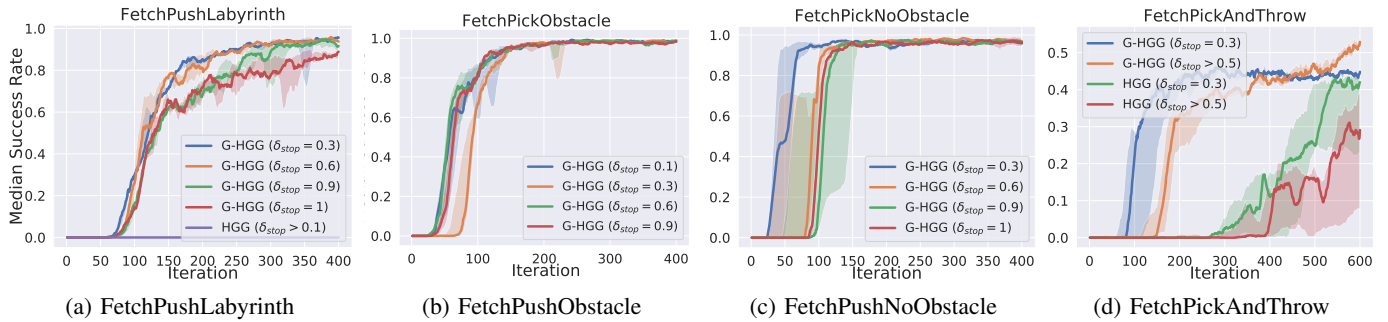 FetchPushLabyrinth
Median Success Rate
1.0
0.8
0.6
0.4
0.2
0.0
G-HGG (δstop = 0.3)
G-HGG (δstop = 0.6)
G-HGG (δstop = 0.9)
G-HGG (δstop = 1)
HGG (δstop > 0.1)
0 50 100 150 200 250 300 350 400
Iteration
(a) FetchPushLabyrinth
FetchPickObstacle
1.0
0.8
0.6
0.4
0.2
0.0
G-HGG (δstop = 0.1)
G-HGG (δstop = 0.3)
G-HGG (δstop = 0.6)
G-HGG (δstop = 0.9)
0 100 200 300 400
Iteration
(b) FetchPushObstacle
FetchPickNoObstacle
1.0
0.8
0.6
0.4
0.2
0.0
G-HGG (δstop = 0.3)
G-HGG (δstop = 0.6)
G-HGG (δstop = 0.9)
G-HGG (δstop = 1)
0 50 100 150 200 250 300 350 400
Iteration
(c) FetchPushNoObstacle
FetchPickAndThrow
0.5
0.4
0.3
0.2
0.1
0.0
G-HGG (δstop = 0.3)
G-HGG (δstop > 0.5)
HGG (δstop = 0.3)
HGG (δstop > 0.5)
0 100 200 300 400 500 600
Iteration
(d) FetchPickAndThrow